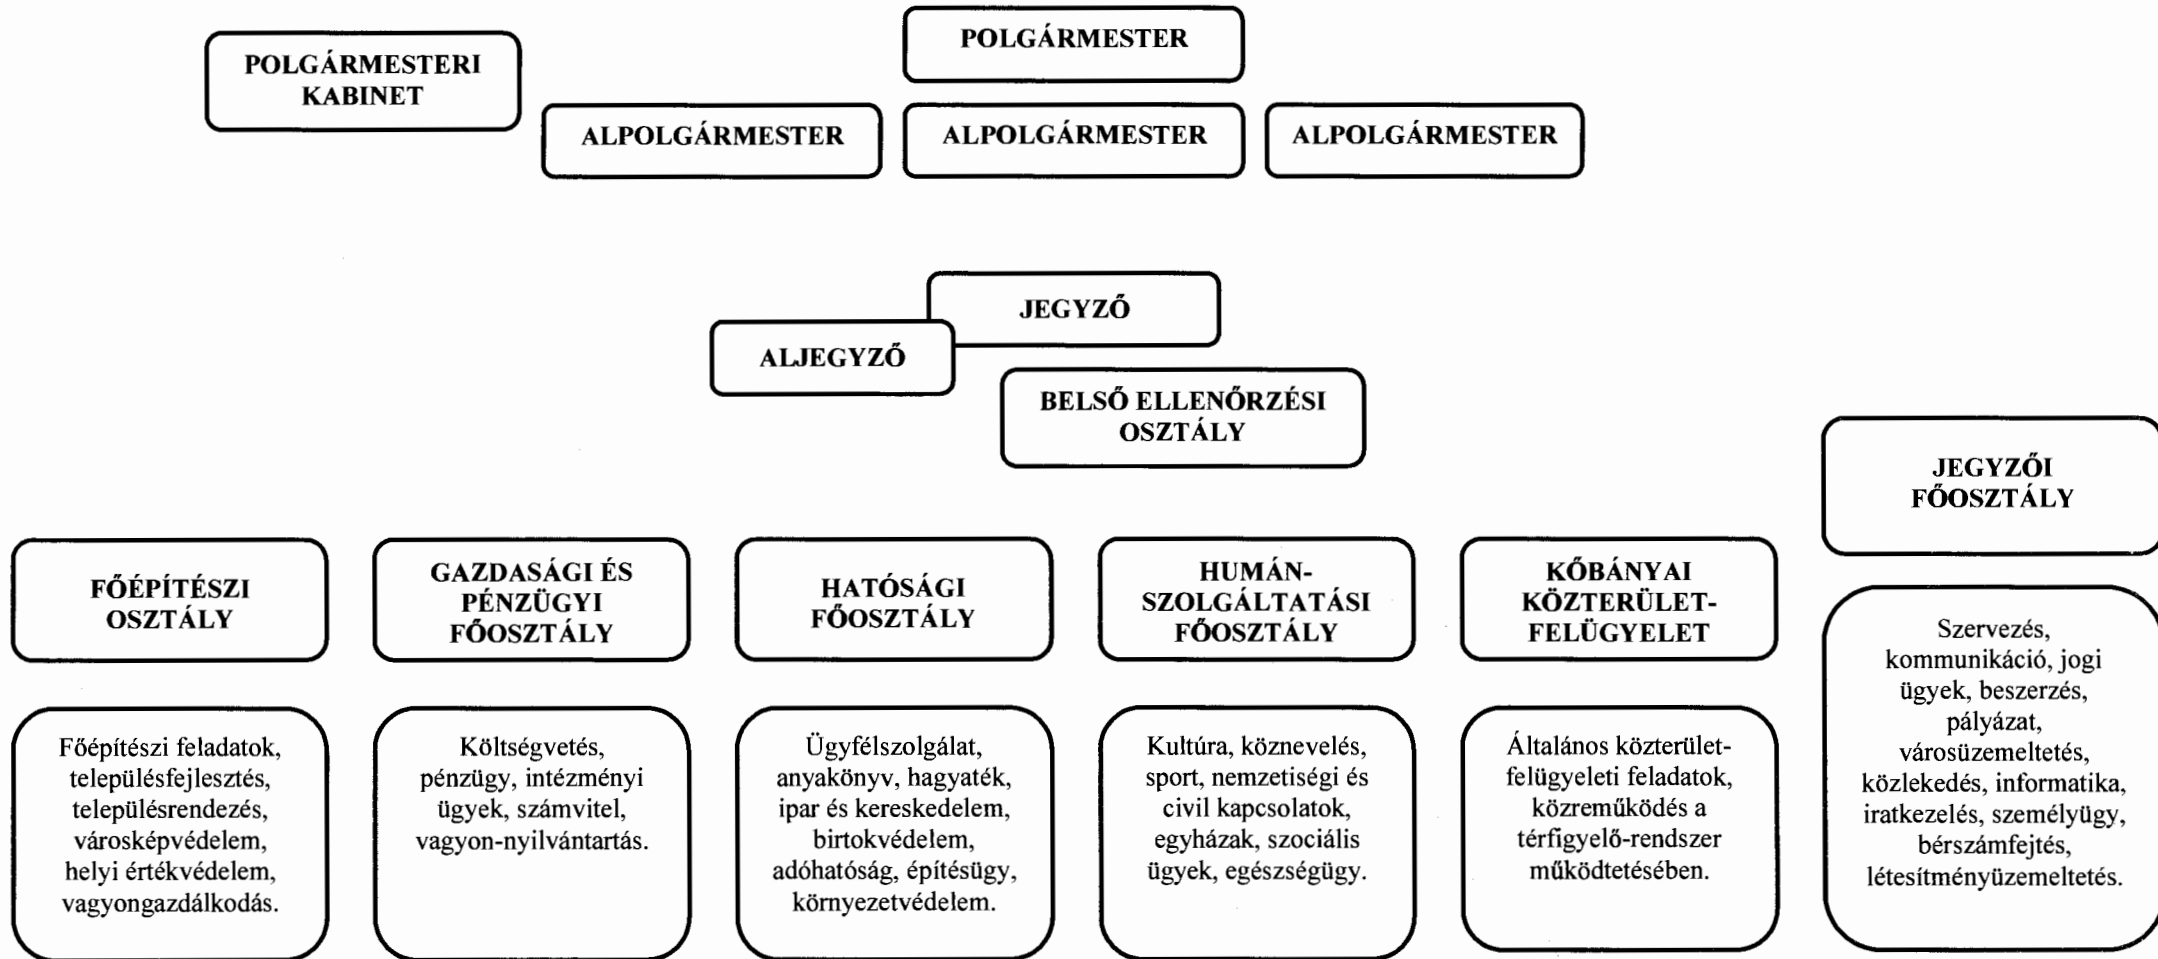 POLGÁRMESTERI
KABINET
POLGÁRMESTER
ALPOLGÁRMESTER
ALPOLGÁRMESTER
ALPOLGÁRMESTER
JEGYZŐ
ALJEGYZŐ
BELSŐ ELLENŐRZÉSI
OSZTÁLY
FŐÉPÍTÉSZI
OSZTÁLY
Főépítészi feladatok,
településfejlesztés,
településrendezés,
városképvédelem,
helyi értékvédelem,
vagyongazdálkodás.
GAZDASÁGI ÉS
PÉNZÜGYI
FŐOSZTÁLY
Költségvetés,
pénzügy, intézményi
ügyek, számvitel,
vagyon-nyilvántartás.
HATÓSÁGI
FŐOSZTÁLY
Ügyfélszolgálat,
anyakönyv, hagyaték,
ipar és kereskedelem,
birtokvédelem,
adóhatóság, építésügy,
környezetvédelem.
HUMÁN-
SZOLGÁLTATÁSI
FŐOSZTÁLY
Kultúra, köznevelés,
sport, nemzetiségi és
civil kapcsolatok,
egyházak, szociális
ügyek, egészségügy.
KŐBÁNYAI
KÖZTERÜLET-
FELÜGYELET
Általános közterület-
felügyeleti feladatok,
közreműködés a
térfigyelő-rendszer
működtetésében.
JEGYZŐI
FŐOSZTÁLY
Szervezés,
kommunikáció, jogi
ügyek, beszerzés,
pályázat,
városüzemeltetés,
közlekedés, informatika,
iratkezelés, személyügy,
bérszámfejtés,
létesítményüzemeltetés.